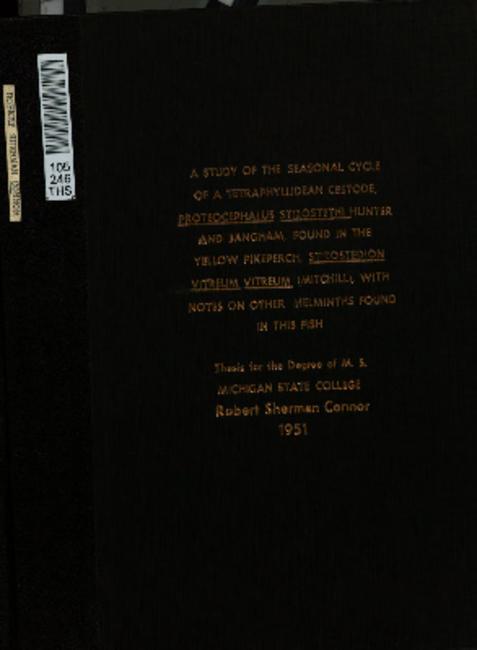 105
246
THS
A STUDY OF THE SEASONAL CYCLE
OF A TETRAPHYLLIDEAN CESTODE,
PROTEOCEPHALUS STIZOSTETHI HUNTER
AND BANGHAM, FOUND IN THE
YELLOW PIKEPERCH, STIZOSTEDION
VITREUM VITREUM (MITCHILL), WITH
NOTES ON OTHER HELMINTHS FOUND
IN THIS FISH
Thesis for the Degree of M. S.
MICHIGAN STATE COLLEGE
Robert Sherman Connor
1951